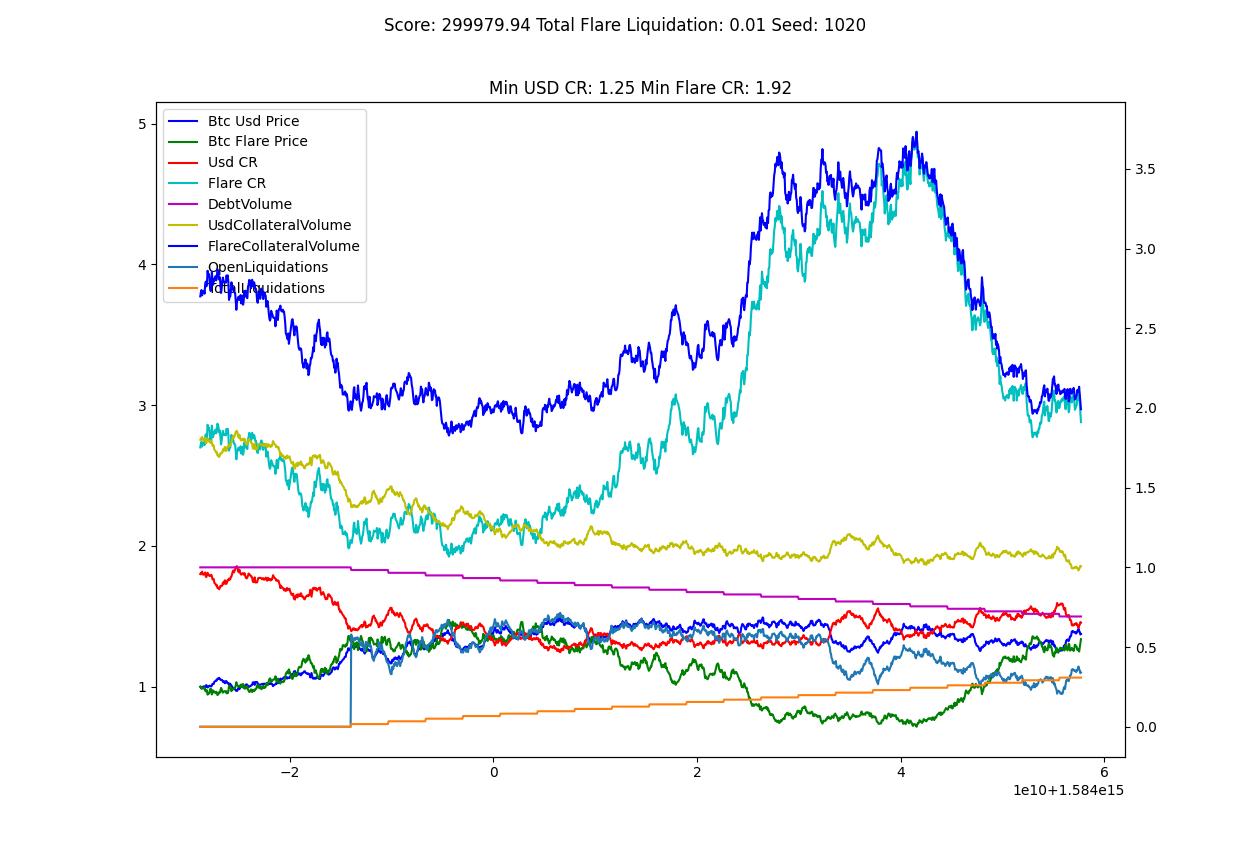 Score: 299979.94 Total Flare Liquidation: 0.01 Seed: 1020
Min USD CR: 1.25 Min Flare CR: 1.92
Btc Usd Price
Btc Flare Price
Usd CR
Flare CR
DebtVolume
UsdCollateralVolume
FlareCollateralVolume
OpenLiquidations
TotalLiquidations
5
4
3
2
1
3.5
3.0
2.5
2.0
1.5
1.0
0.5
0.0
−2 0 2 4 6
1e10+1.584e15